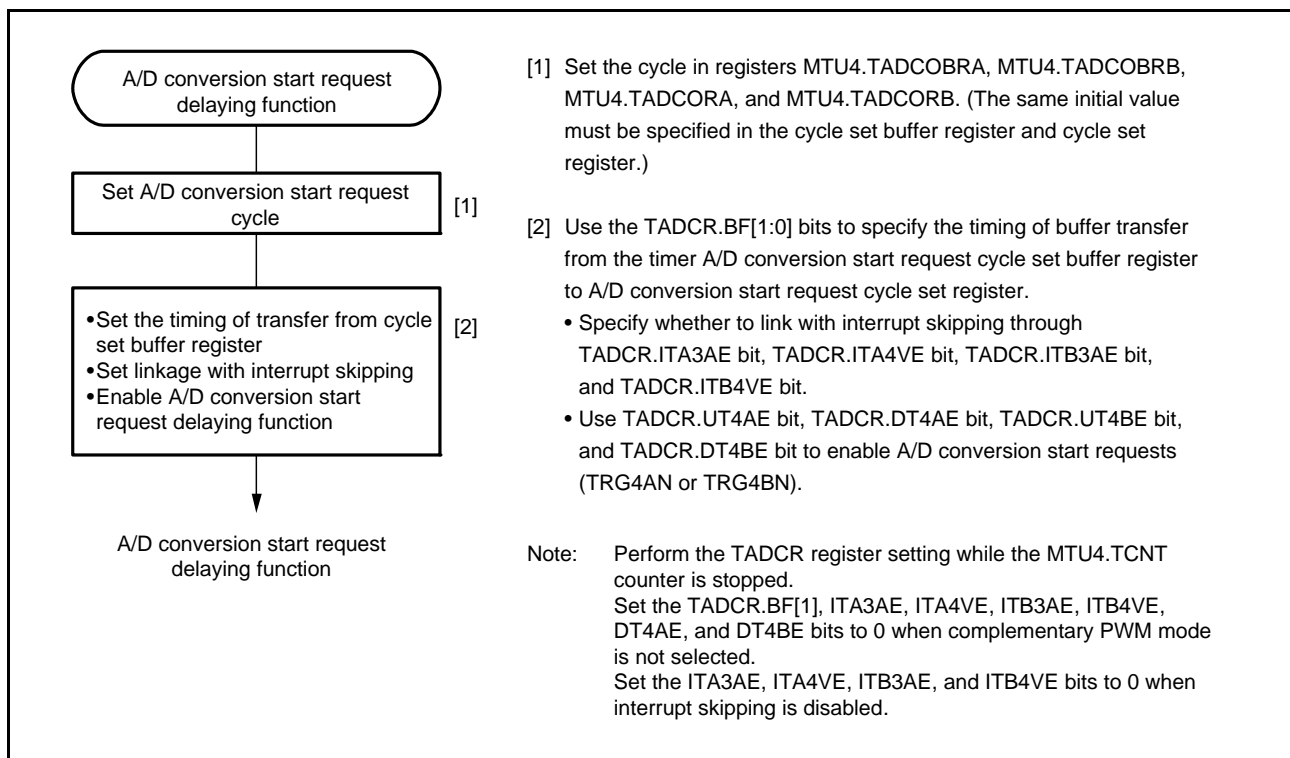 A/D conversion start request
delaying function
Set A/D conversion start request
cycle
[1]
•Set the timing of transfer from cycle
set buffer register
•Set linkage with interrupt skipping
•Enable A/D conversion start
request delaying function
[2]
A/D conversion start request
delaying function
[1] Set the cycle in registers MTU4.TADCOBRA, MTU4.TADCOBRB,
MTU4.TADCORA, and MTU4.TADCORB. (The same initial value
must be specified in the cycle set buffer register and cycle set
register.)
[2] Use the TADCR.BF[1:0] bits to specify the timing of buffer transfer
from the timer A/D conversion start request cycle set buffer register
to A/D conversion start request cycle set register.
• Specify whether to link with interrupt skipping through
TADCR.ITA3AE bit, TADCR.ITA4VE bit, TADCR.ITB3AE bit,
and TADCR.ITB4VE bit.
• Use TADCR.UT4AE bit, TADCR.DT4AE bit, TADCR.UT4BE bit,
and TADCR.DT4BE bit to enable A/D conversion start requests
(TRG4AN or TRG4BN).
Note: Perform the TADCR register setting while the MTU4.TCNT
counter is stopped.
Set the TADCR.BF[1], ITA3AE, ITA4VE, ITB3AE, ITB4VE,
DT4AE, and DT4BE bits to 0 when complementary PWM mode
is not selected.
Set the ITA3AE, ITA4VE, ITB3AE, and ITB4VE bits to 0 when
interrupt skipping is disabled.